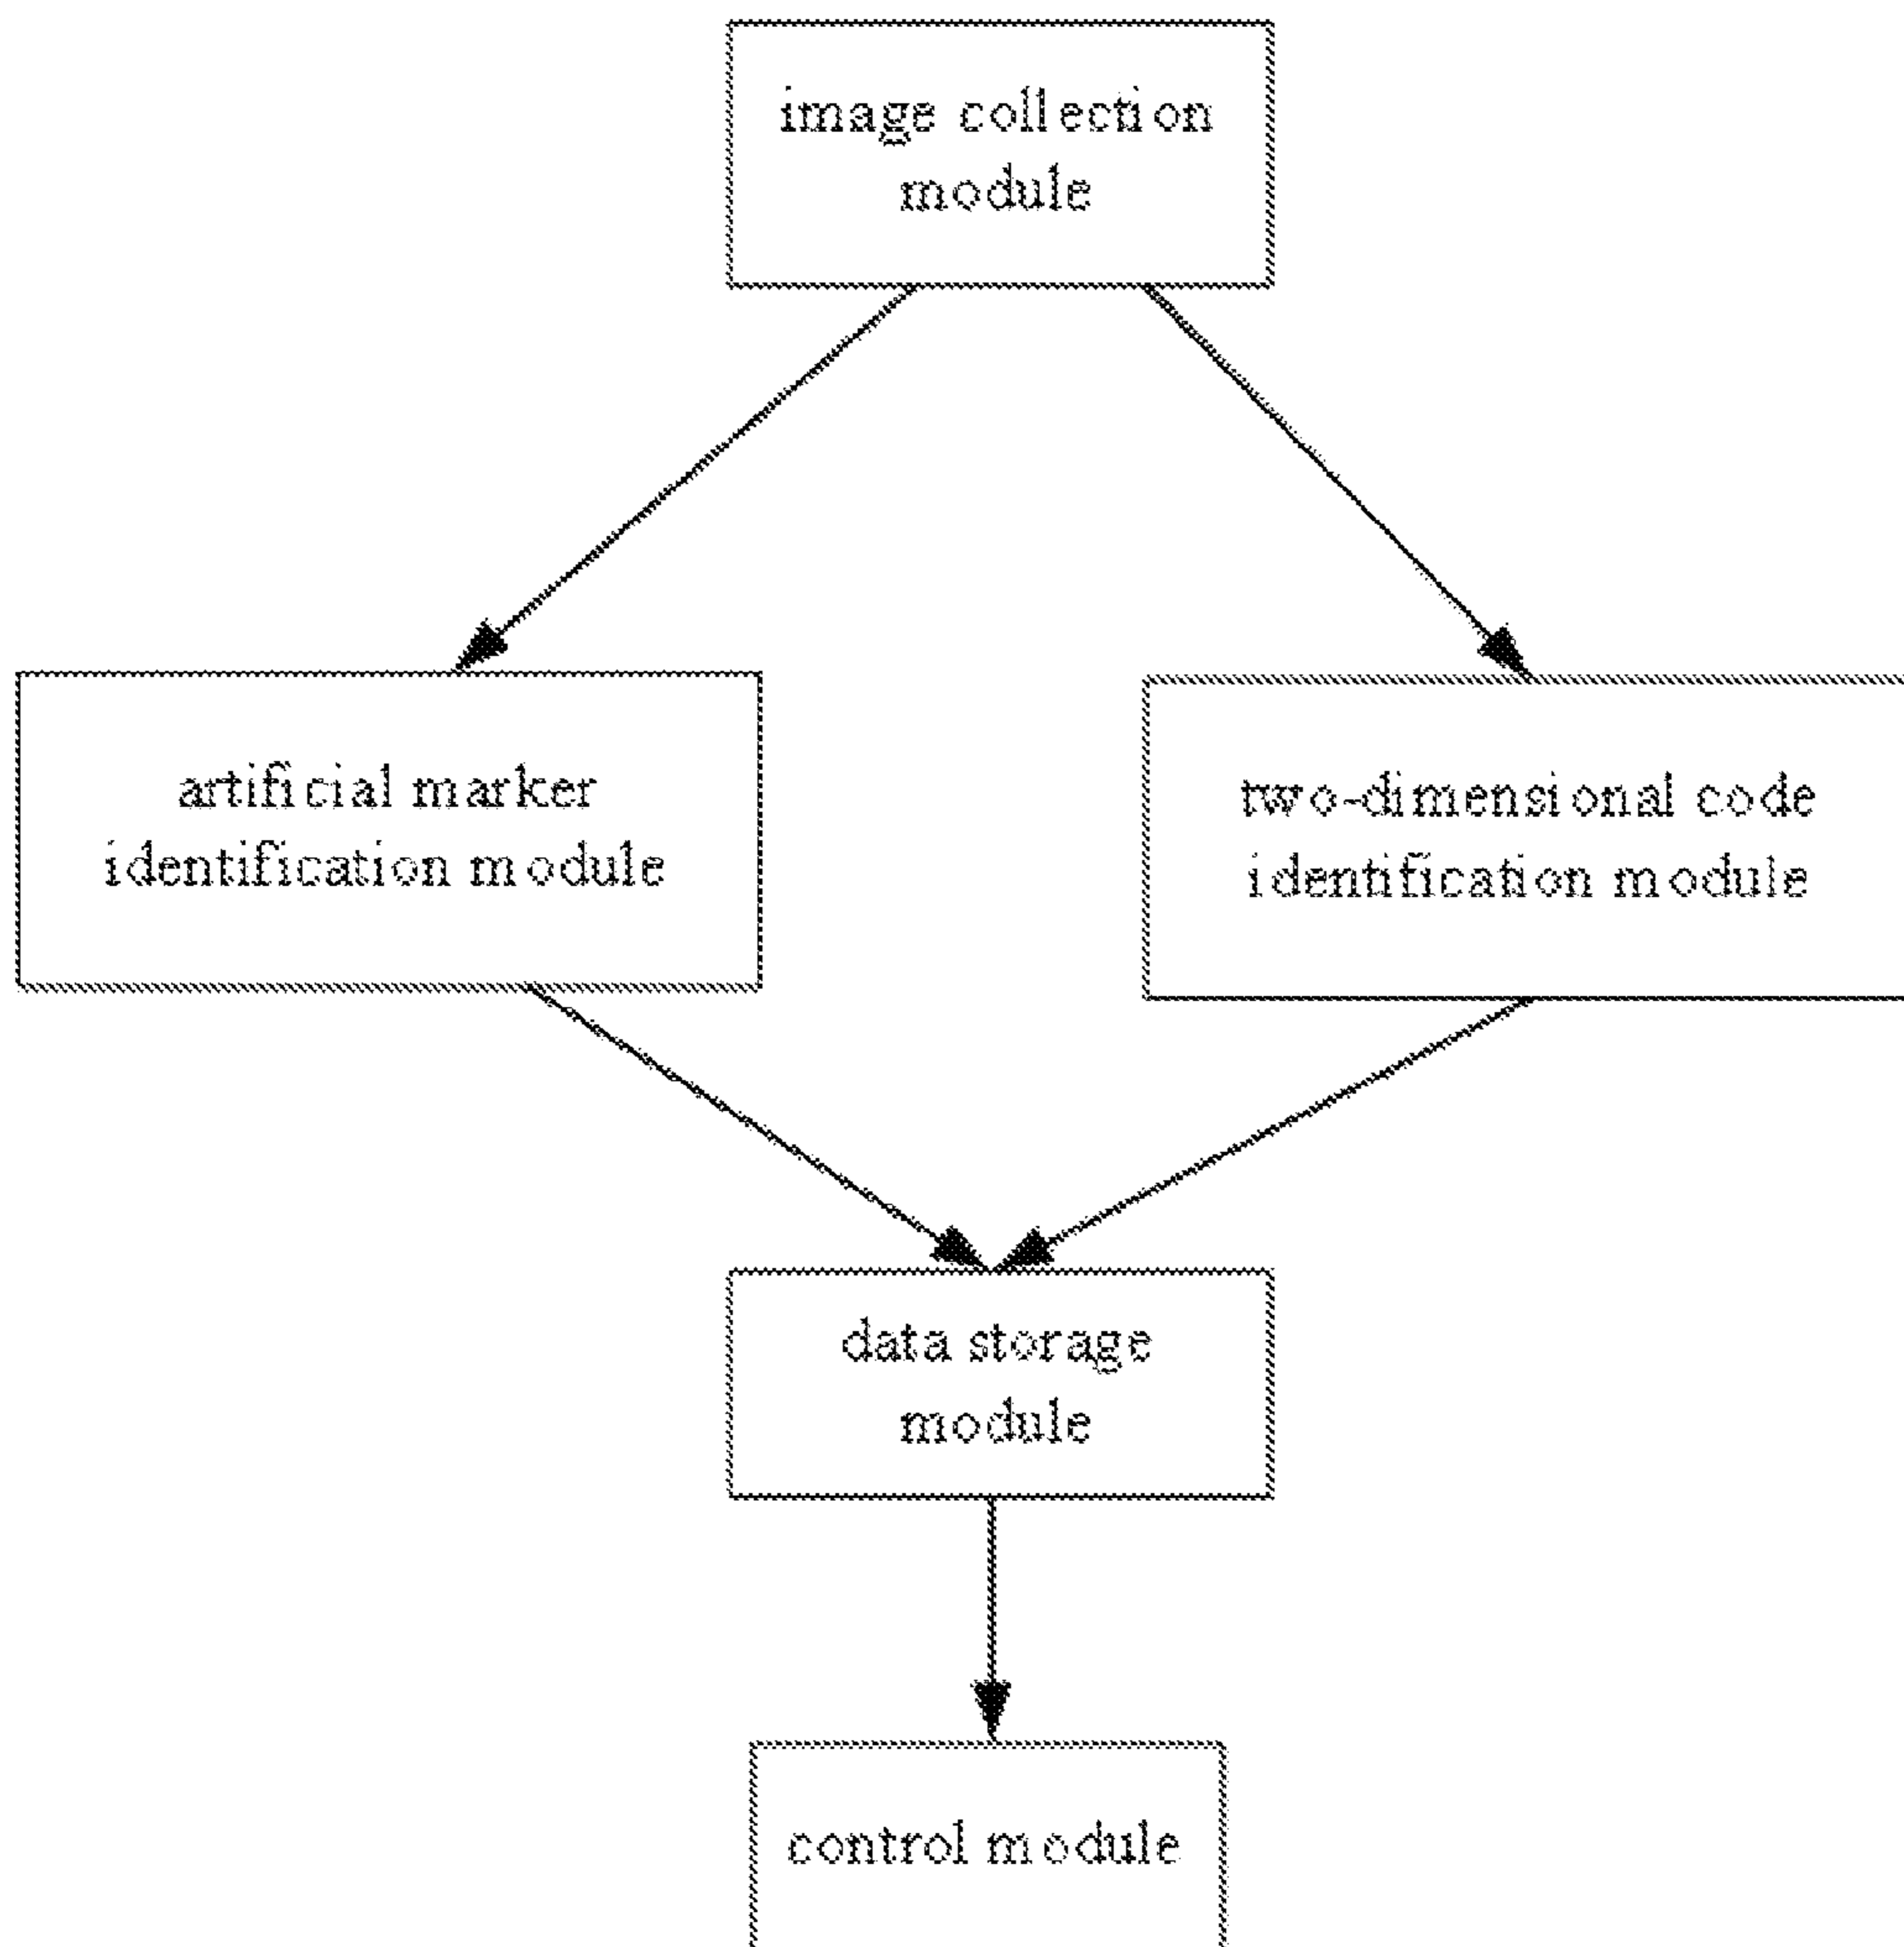 image collection
module
artificial marker
identification module
two-dimensional code
identification module
data storage
module
control module